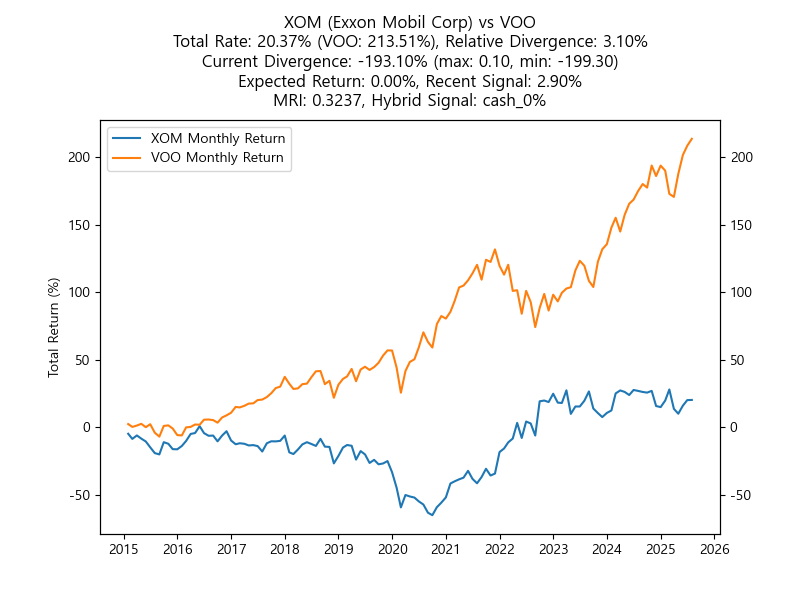 XOM (Exxon Mobil Corp) vs VOO
Total Rate: 20.37% (VOO: 213.51%), Relative Divergence: 3.10%
Current Divergence: -193.10% (max: 0.10, min: -199.30)
Expected Return: 0.00%, Recent Signal: 2.90%
MRI: 0.3237, Hybrid Signal: cash_0%
XOM Monthly Return
VOO Monthly Return
Total Return (%)
200
150
100
50
0
-50
200
150
100
50
0
-50
2015 2016 2017 2018 2019 2020 2021 2022 2023 2024 2025 2026